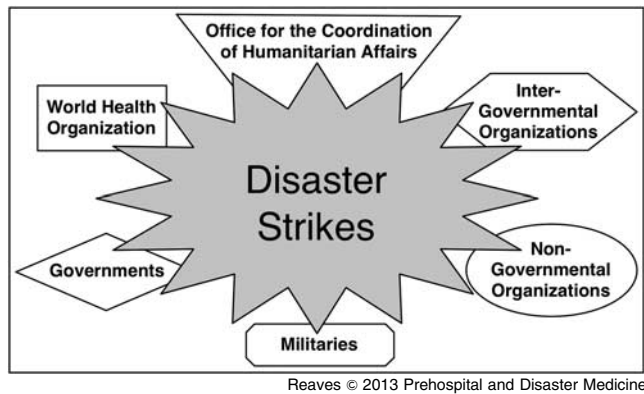 Office for the Coordination
of Humanitarian Affairs
World Health
Organization
Inter-
Governmental
Organizations
Disaster
Strikes
Governments
Non-
Governmental
Organizations
Militaries
Reaves © 2013 Prehospital and Disaster Medicine